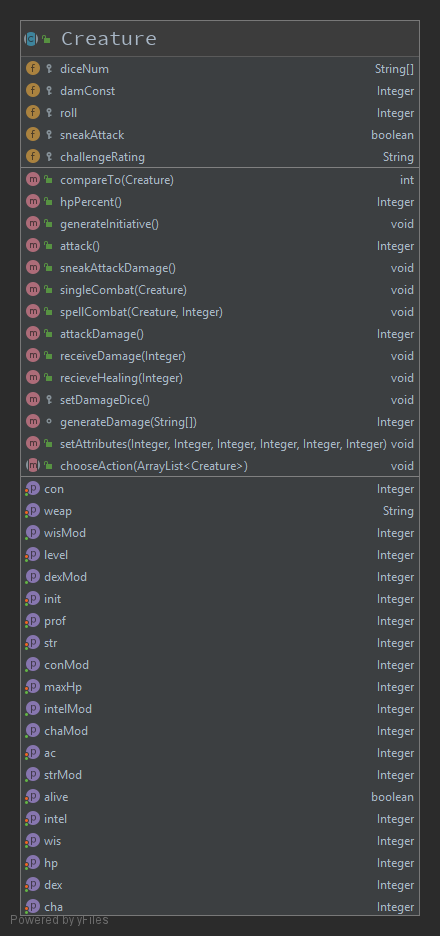 Creature
diceNum String[]
damConst Integer
roll Integer
sneakAttack boolean
challengeRating String
compareTo(Creature) int
hpPercent() Integer
generateInitiative() void
attack() Integer
sneakAttackDamage() void
singleCombat(Creature) void
spellCombat(Creature, Integer) void
attackDamage() Integer
receiveDamage(Integer) void
recieveHealing(Integer) void
setDamageDice() void
generateDamage(String[]) Integer
setAttributes(Integer, Integer, Integer, Integer, Integer, Integer) void
chooseAction(ArrayList<Creature>) void
con Integer
weap String
wisMod Integer
level Integer
dexMod Integer
init Integer
prof Integer
str Integer
conMod Integer
maxHp Integer
intelMod Integer
chaMod Integer
ac Integer
strMod Integer
alive boolean
intel Integer
wis Integer
hp Integer
dex Integer
cha Integer
Powered by yFiles